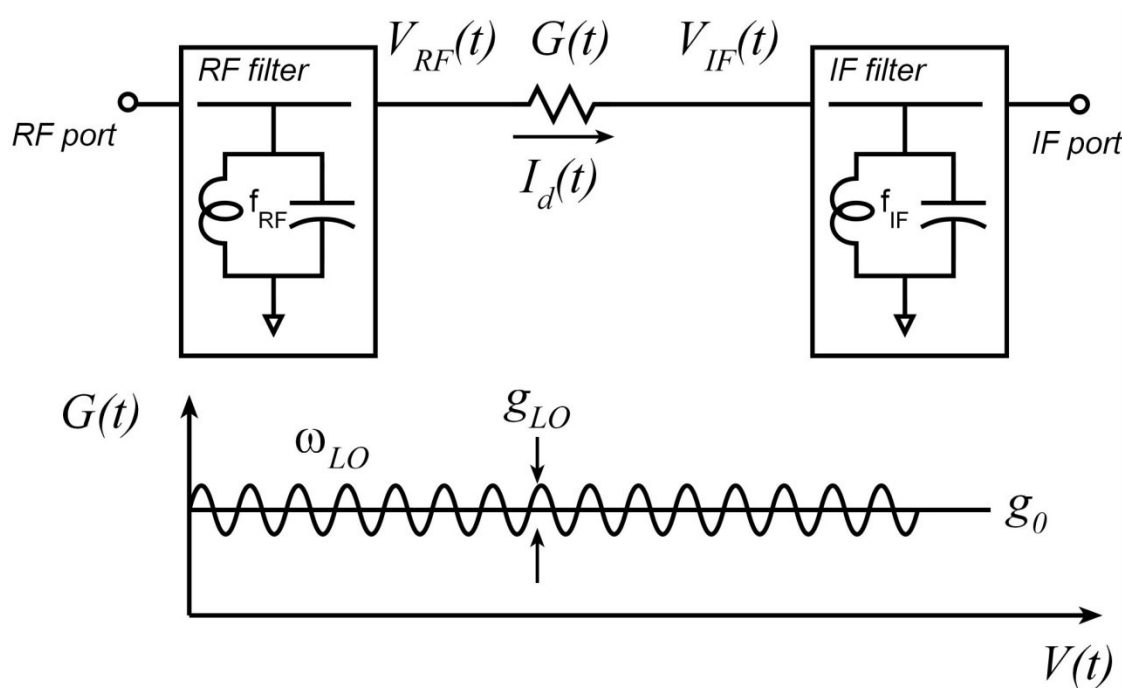 V_RF(t) G(t) V_IF(t)
RF filter
IF filter
RF port
IF port
I_d(t)
f_RF
f_IF
G(t)
g_LO
ω_LO
g_0
V(t)